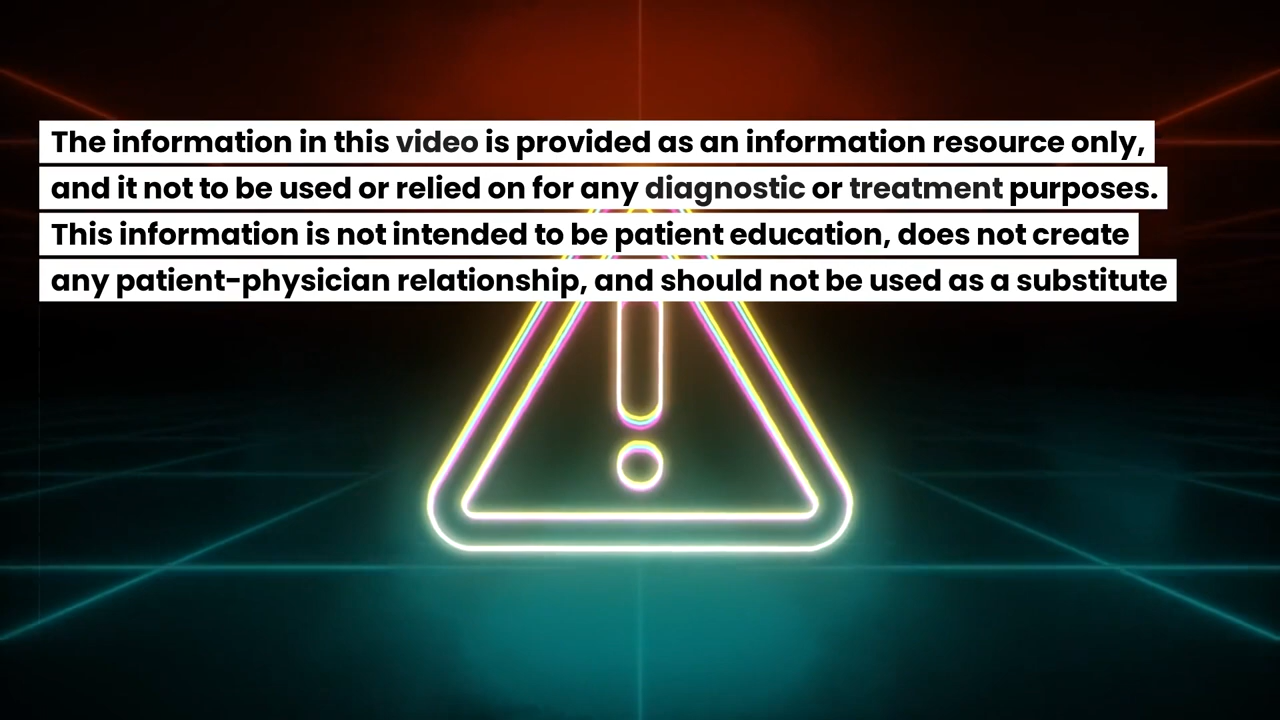 The information in this video is provided as an information resource only,
and it not to be used or relied on for any diagnostic or treatment purposes.
This information is not intended to be patient education, does not create
any patient-physician relationship, and should not be used as a substitute